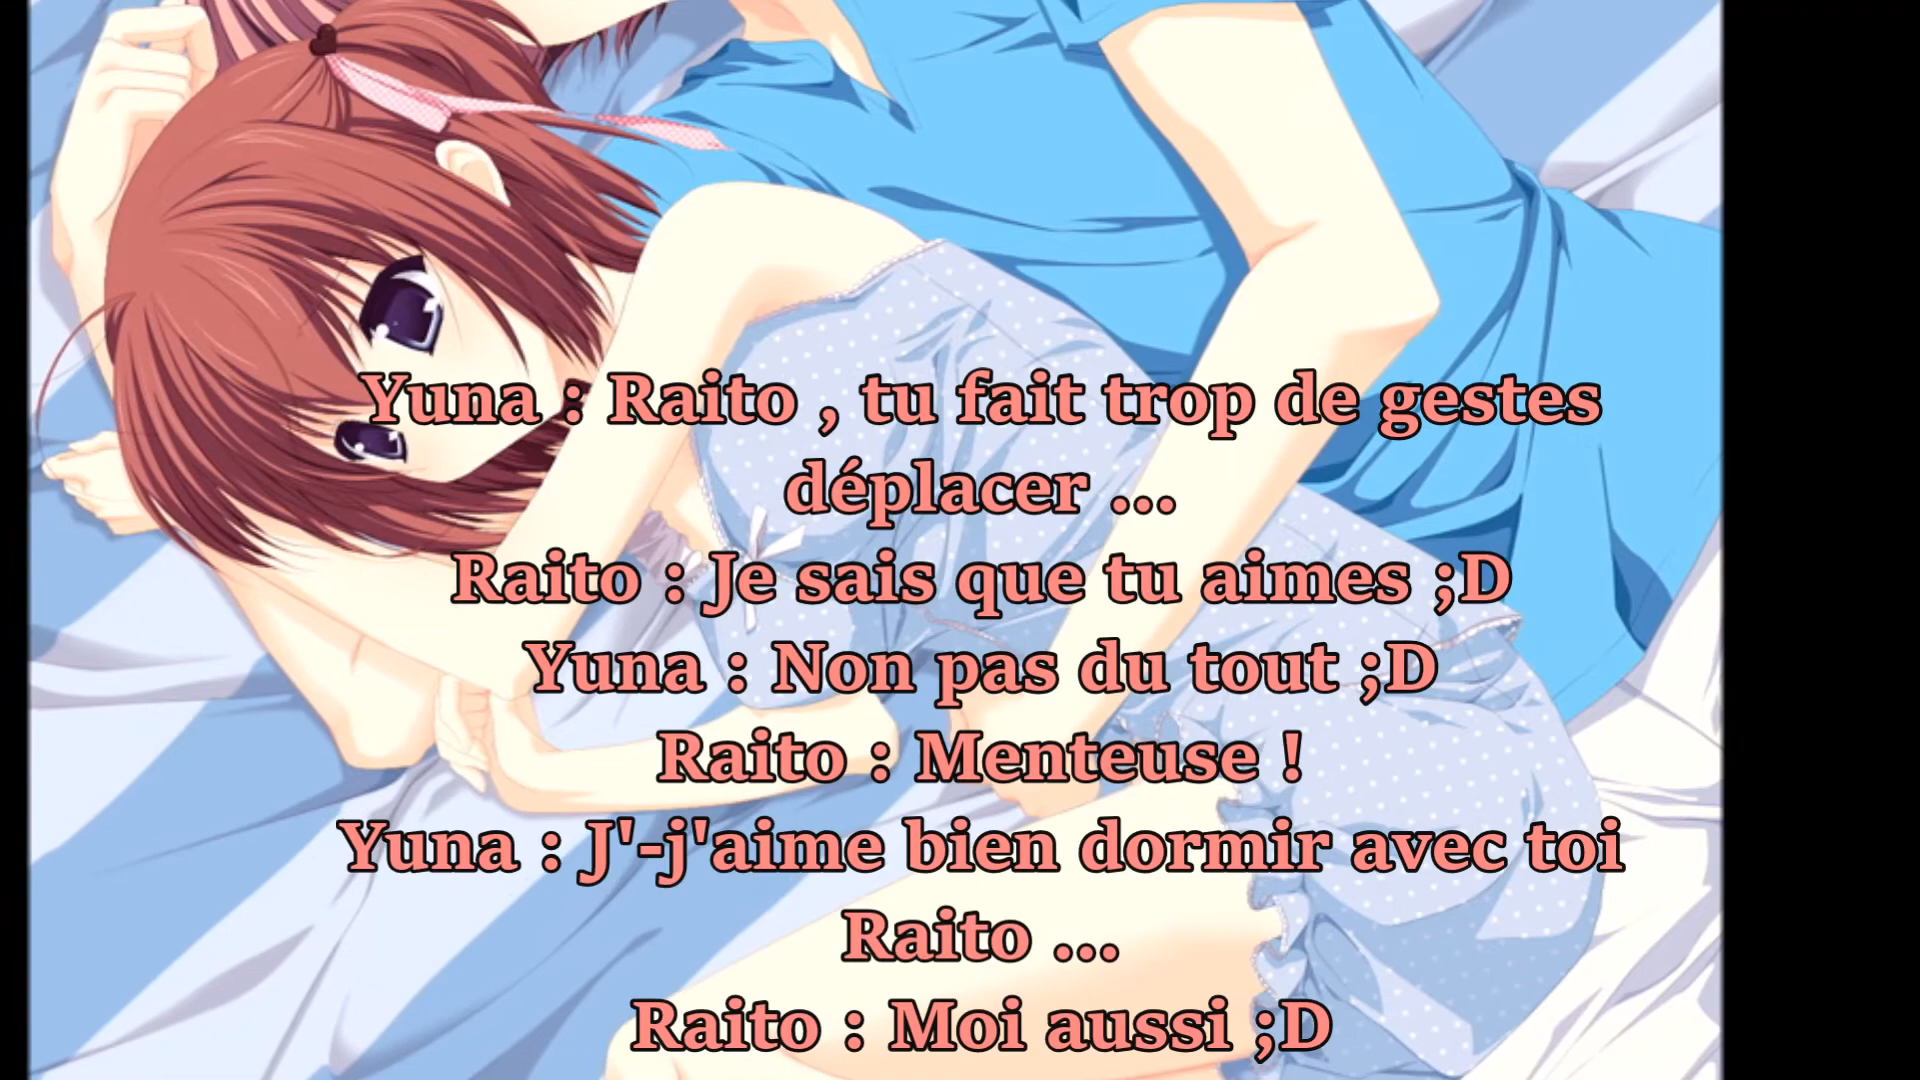 Yuna : Raito , tu fait trop de gestes
déplacer ...
Raito : Je sais que tu aimes ;D
Yuna : Non pas du tout ;D
Raito : Menteuse !
Yuna : J'-j'aime bien dormir avec toi
Raito ...
Raito : Moi aussi ;D